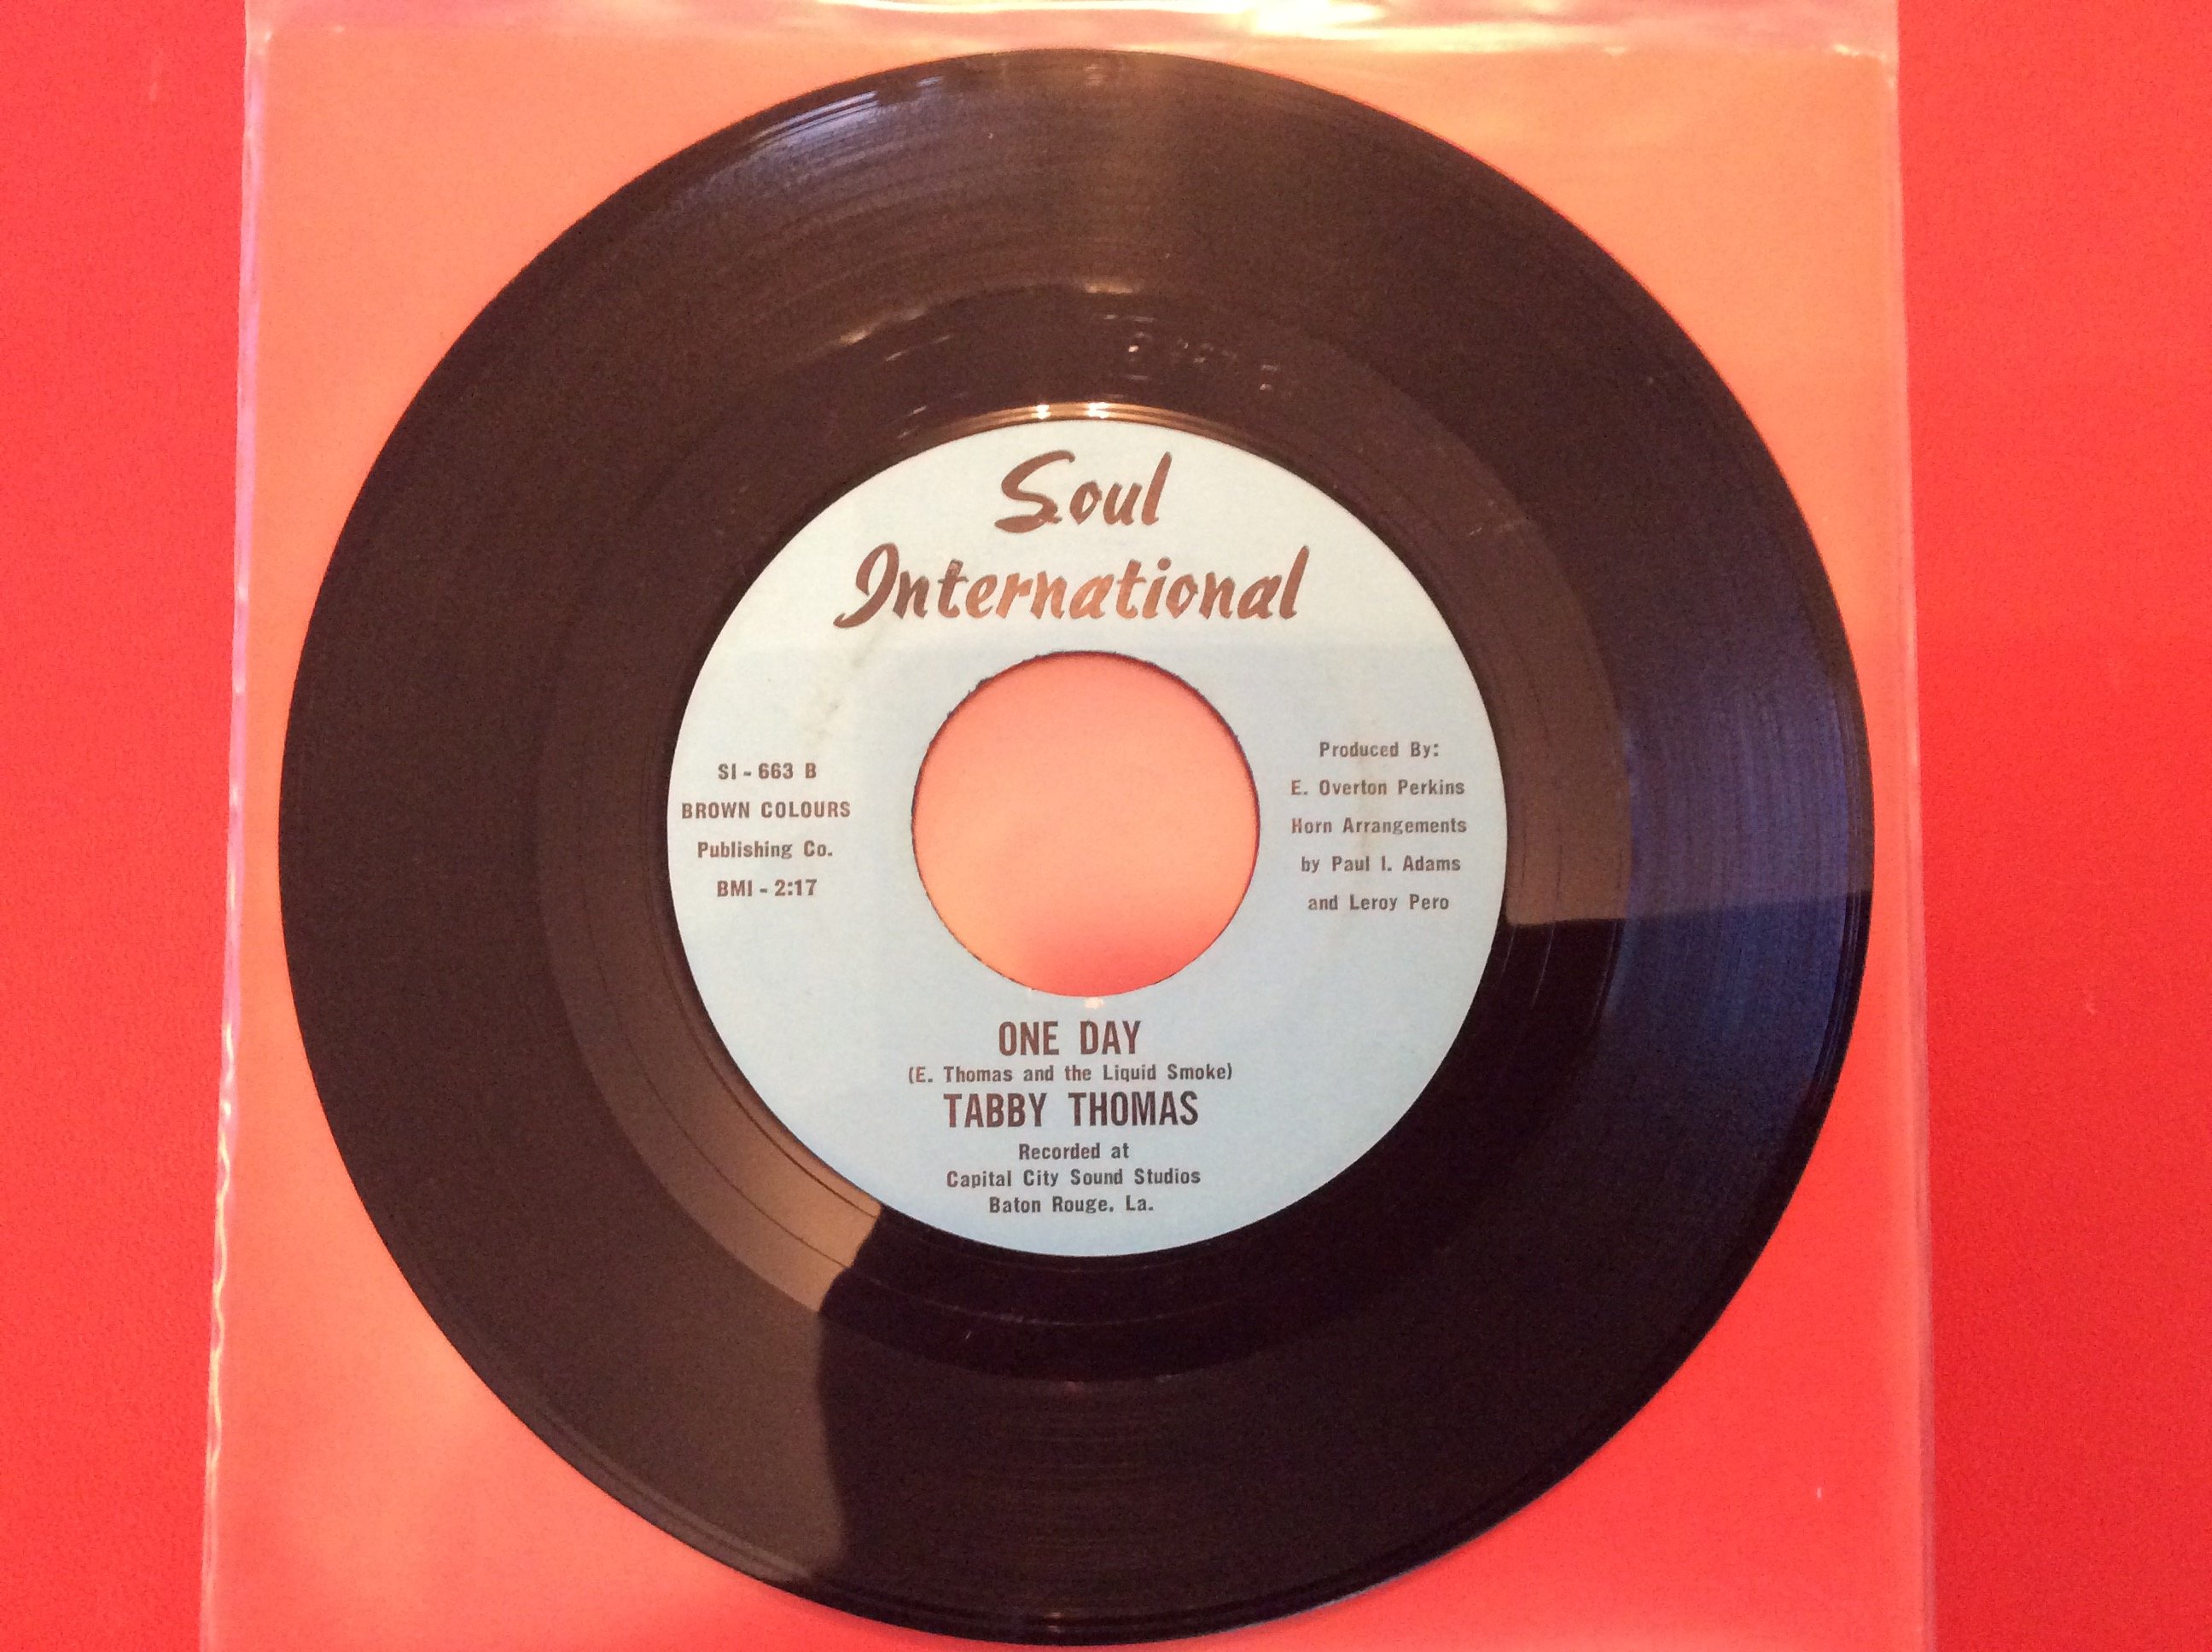 Soul
International
SI - 663 B
BROWN COLOURS
Publishing Co.
BMI - 2:17
Produced By:
E. Overton Perkins
Horn Arrangements
by Paul I. Adams
and Leroy Pero
ONE DAY
(E. Thomas and the Liquid Smoke)
TABBY THOMAS
Recorded at
Capital City Sound Studios
Baton Rouge, La.